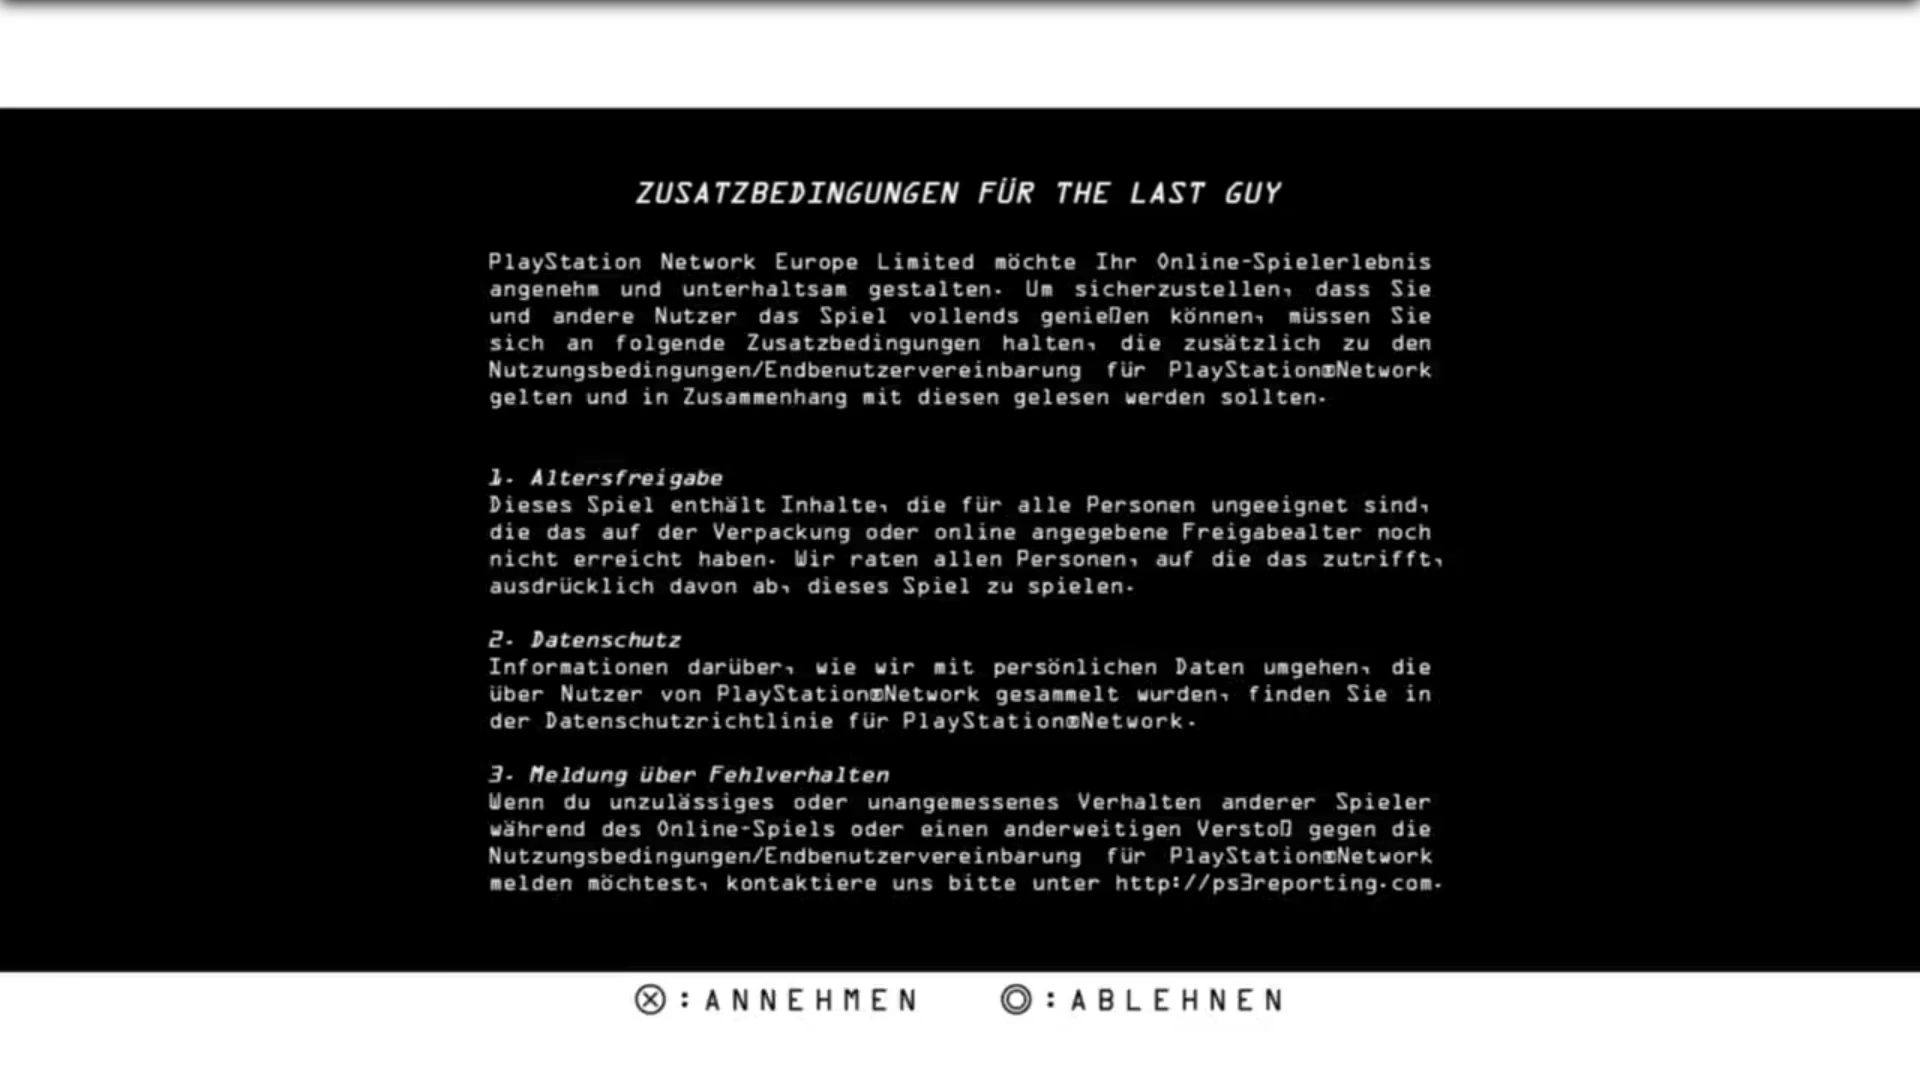 ZUSATZBEDINGUNGEN FÜR THE LAST GUY
PlayStation Network Europe Limited möchte Ihr Online-Spielerlebnis
angenehm und unterhaltsam gestalten. Um sicherzustellen, dass Sie
und andere Nutzer das Spiel vollends genießen können, müssen Sie
sich an folgende Zusatzbedingungen halten, die zusätzlich zu den
Nutzungsbedingungen/Endbenutzervereinbarung für PlayStation®Network
gelten und in Zusammenhang mit diesen gelesen werden sollten.
1. Altersfreigabe
Dieses Spiel enthält Inhalte, die für alle Personen ungeeignet sind,
die das auf der Verpackung oder online angegebene Freigabealter noch
nicht erreicht haben. Wir raten allen Personen, auf die das zutrifft,
ausdrücklich davon ab, dieses Spiel zu spielen.
2. Datenschutz
Informationen darüber, wie wir mit persönlichen Daten umgehen, die
über Nutzer von PlayStation®Network gesammelt wurden, finden Sie in
der Datenschutzrichtlinie für PlayStation®Network.
3. Meldung über Fehlverhalten
Wenn du unzulässiges oder unangemessenes Verhalten anderer Spieler
während des Online-Spiels oder einen anderweitigen Verstoß gegen die
Nutzungsbedingungen/Endbenutzervereinbarung für PlayStation®Network
melden möchtest, kontaktiere uns bitte unter http://ps3reporting.com.
Ⓧ:ANNEHMEN ◎:ABLEHNEN